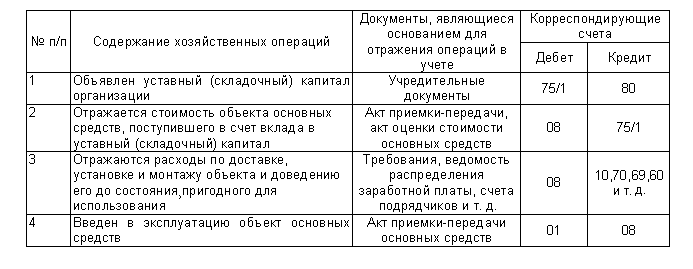 № п/п
Содержание хозяйственных операций
Документы, являющиеся
основанием для
отражения операций в
учете
Корреспондирующие
счета
Дебет
Кредит
1
Объявлен уставный (складочный) капитал
организации
Учредительные
документы
75/1
80
2
Отражается стоимость объекта основных
средств, поступившего в счет вклада в
уставный (складочный) капитал
Акт приемки-передачи,
акт оценки стоимости
основных средств
08
75/1
3
Отражаются расходы по доставке,
установке и монтажу объекта и доведению
его до состояния,пригодного для
использования
Требования, ведомость
распределения
заработной платы, счета
подрядчиков и т. д.
08
10,70,69,60
и т. д.
4
Введен в эксплуатацию объект основных
средств
Акт приемки-передачи
основных средств
01
08